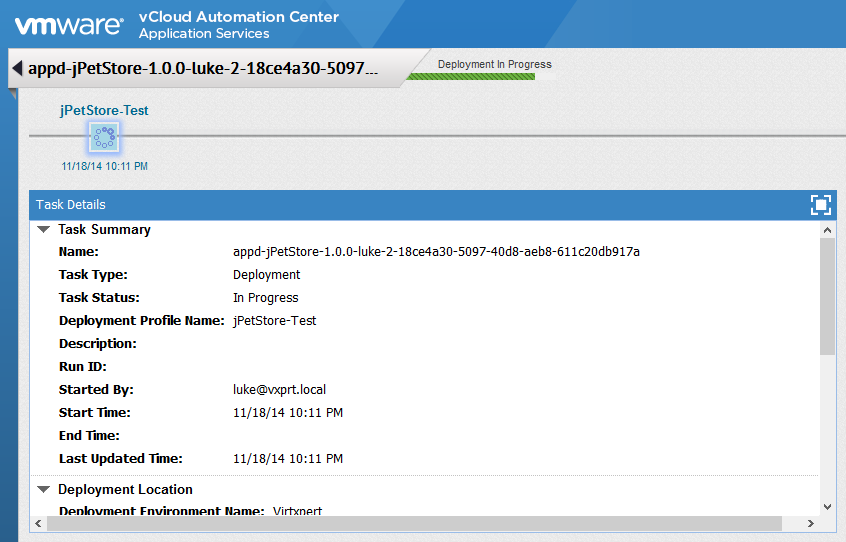 vmware® vCloud Automation Center
Application Services
appd-jPetStore-1.0.0-luke-2-18ce4a30-5097...
Deployment In Progress
jPetStore-Test
11/18/14 10:11 PM
Task Details
Task Summary
Name: appd-jPetStore-1.0.0-luke-2-18ce4a30-5097-40d8-aeb8-611c20db917a
Task Type: Deployment
Task Status: In Progress
Deployment Profile Name: jPetStore-Test
Description:
Run ID:
Started By: luke@vxprt.local
Start Time: 11/18/14 10:11 PM
End Time:
Last Updated Time: 11/18/14 10:11 PM
Deployment Location
Deployment Environment Name: Virtxpert